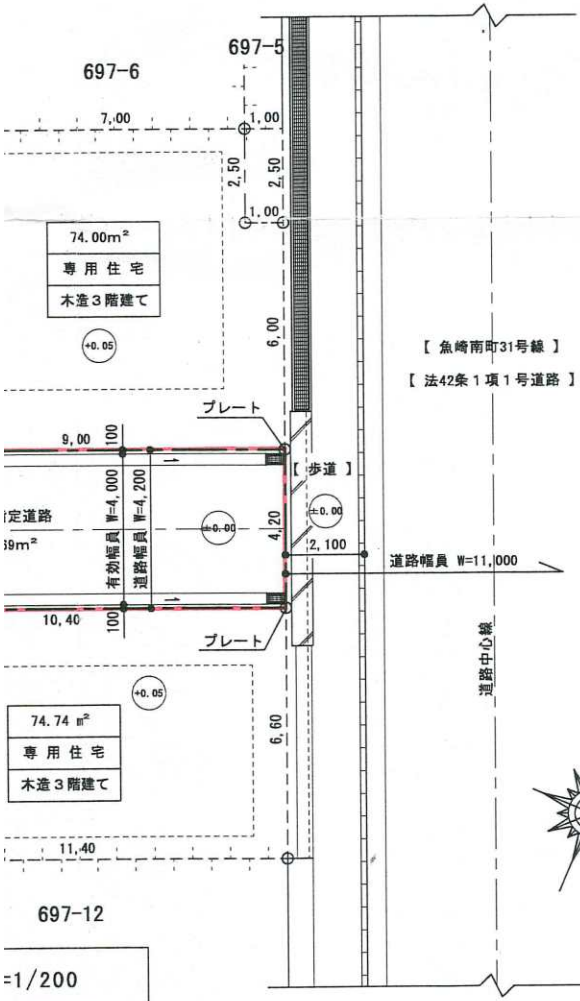 697-5
697-6
7,00
1,00
2,50
2,50
1.00
74.00m²
専用住宅
木造３階建て
+0.05
6,00
【 魚崎南町31号線 】
【 法42条１項１号道路 】
プレート
9,00
100
【 歩道 】
定道路
有効幅員 W=4,000
道路幅員 W=4,200
±0.00
4,20
±0.00
39m²
2,100
道路幅員 W=11,000
10,40
100
プレート
道路中心線
+0.05
74.74 m²
専用住宅
木造３階建て
6,60
11,40
697-12
=1/200